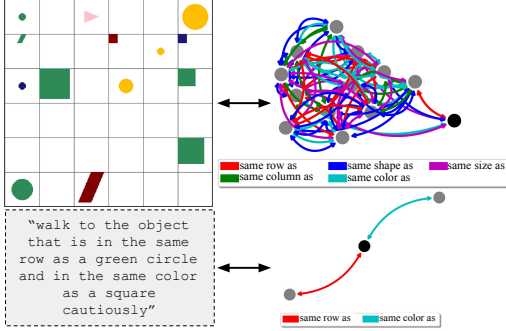 same row as same shape as same size as
same column as same color as
“walk to the object
that is in the same
row as a green circle
and in the same color
as a square
cautiously”
same row as same color as